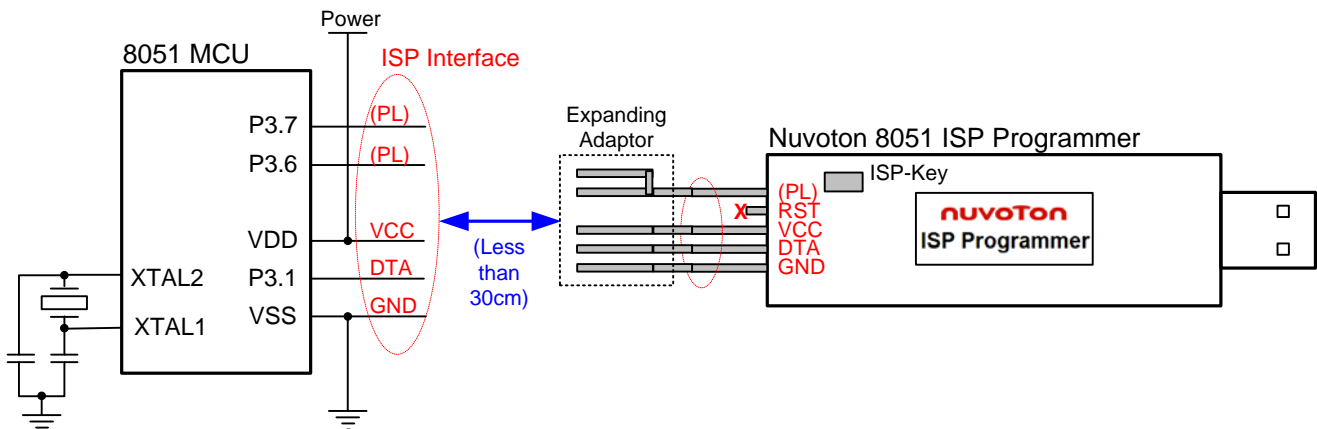 Power
8051 MCU
ISP Interface
P3.7
(PL)
P3.6
(PL)
VDD
VCC
P3.1
DTA
VSS
GND
XTAL2
XTAL1
(Less
than
30cm)
Expanding
Adaptor
Nuvoton 8051 ISP Programmer
ISP-Key
(PL)
X
RST
VCC
DTA
GND
nuvoTon
ISP Programmer